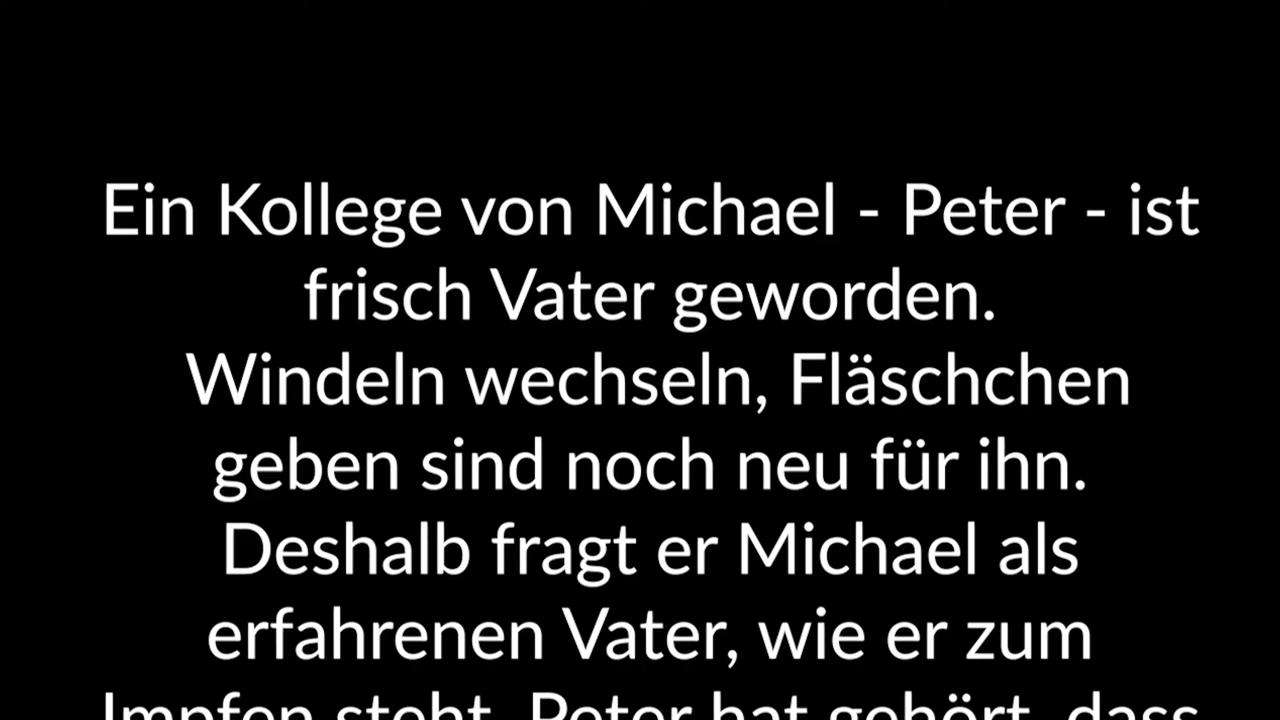 Ein Kollege von Michael - Peter - ist
frisch Vater geworden.
Windeln wechseln, Fläschchen
geben sind noch neu für ihn.
Deshalb fragt er Michael als
erfahrenen Vater, wie er zum
Impfen steht. Peter hat gehört, dass